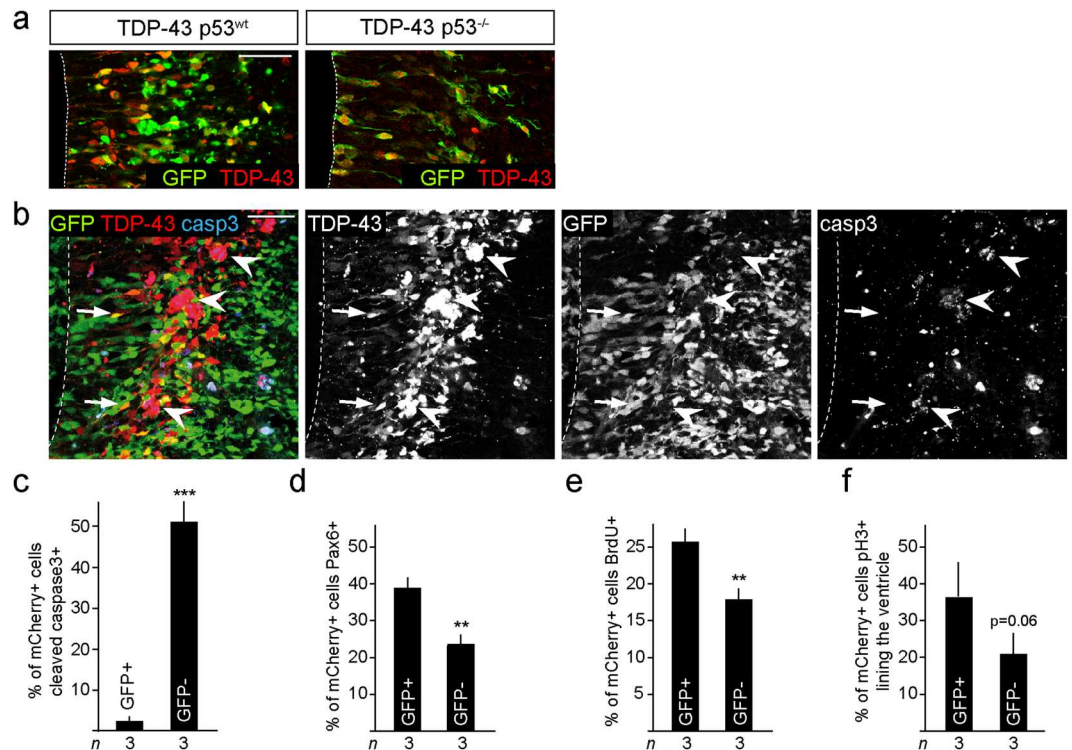 a
TDP-43 p53wt
TDP-43 p53-/-
GFP TDP-43
GFP TDP-43
b
GFP TDP-43 casp3
TDP-43
GFP
casp3
c
% of mCherry+ cells
cleaved caspase3+
50
40
30
20
10
GFP+
***
GFP-
n 3 3
d
% of mCherry+ cells Pax6+
50
40
30
20
10
GFP+
**
GFP-
n 3 3
e
% of mCherry+ cells BrdU+
25
20
15
10
5
GFP+
**
GFP-
n 3 3
f
% of mCherry+ cells pH3+
lining the ventricle
50
40
30
20
10
GFP+
p=0.06
GFP-
n 3 3